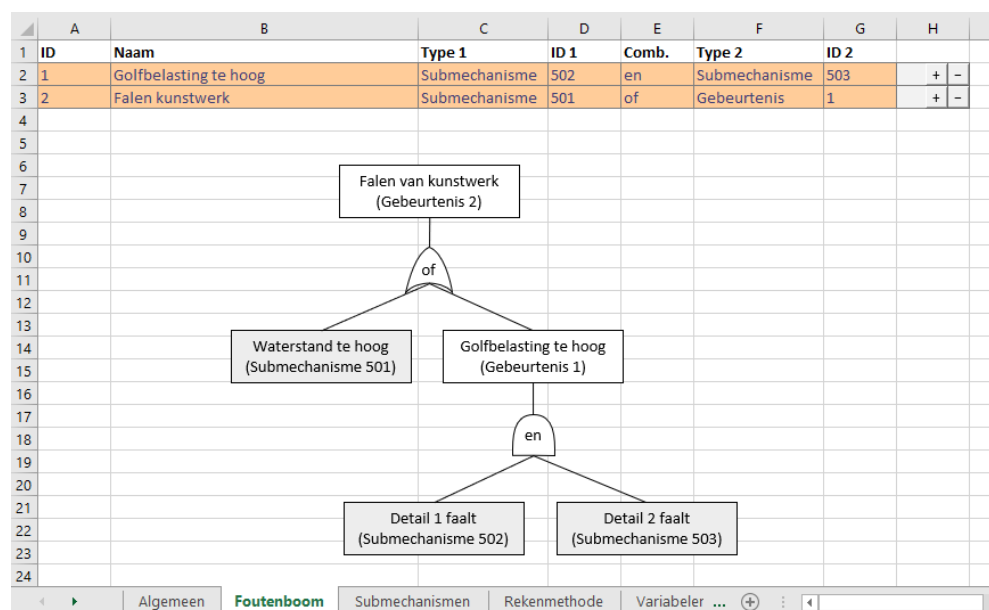 A B C D E F G H
1 ID Naam Type 1 ID 1 Comb. Type 2 ID 2
2 1 Golfbelasting te hoog Submechanisme 502 en Submechanisme 503 + −
3 2 Falen kunstwerk Submechanisme 501 of Gebeurtenis 1 + −
4
5
6
7
8
9
10
11
12
13
14
15
16
17
18
19
20
21
22
23
24
Falen van kunstwerk
(Gebeurtenis 2)
of
Waterstand te hoog
(Submechanisme 501)
Golfbelasting te hoog
(Gebeurtenis 1)
en
Detail 1 faalt
(Submechanisme 502)
Detail 2 faalt
(Submechanisme 503)
Algemeen Foutenboom Submechanismen Rekenmethode Variabeler ...